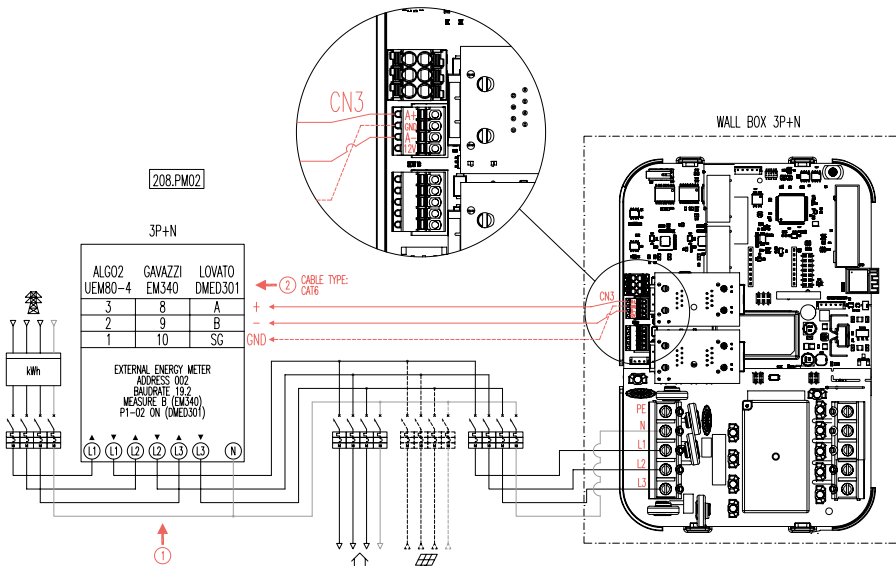 CN3
A+
GND
A-
12V
WALL BOX 3P+N
208.PM02
3P+N
ALGO2 GAVAZZI LOVATO
UEM80-4 EM340 DMED301
3 8 A +
2 9 B -
1 10 SG GND
2 CABLE TYPE:
CAT6
CN3
kWh
EXTERNAL ENERGY METER
ADDRESS 002
BAUDRATE 19.2
MEASURE B (EM340)
P1-02 ON (DMED301)
L1 L1 L2 L2 L3 L3 N
PE
N
L1
L2
L3
1